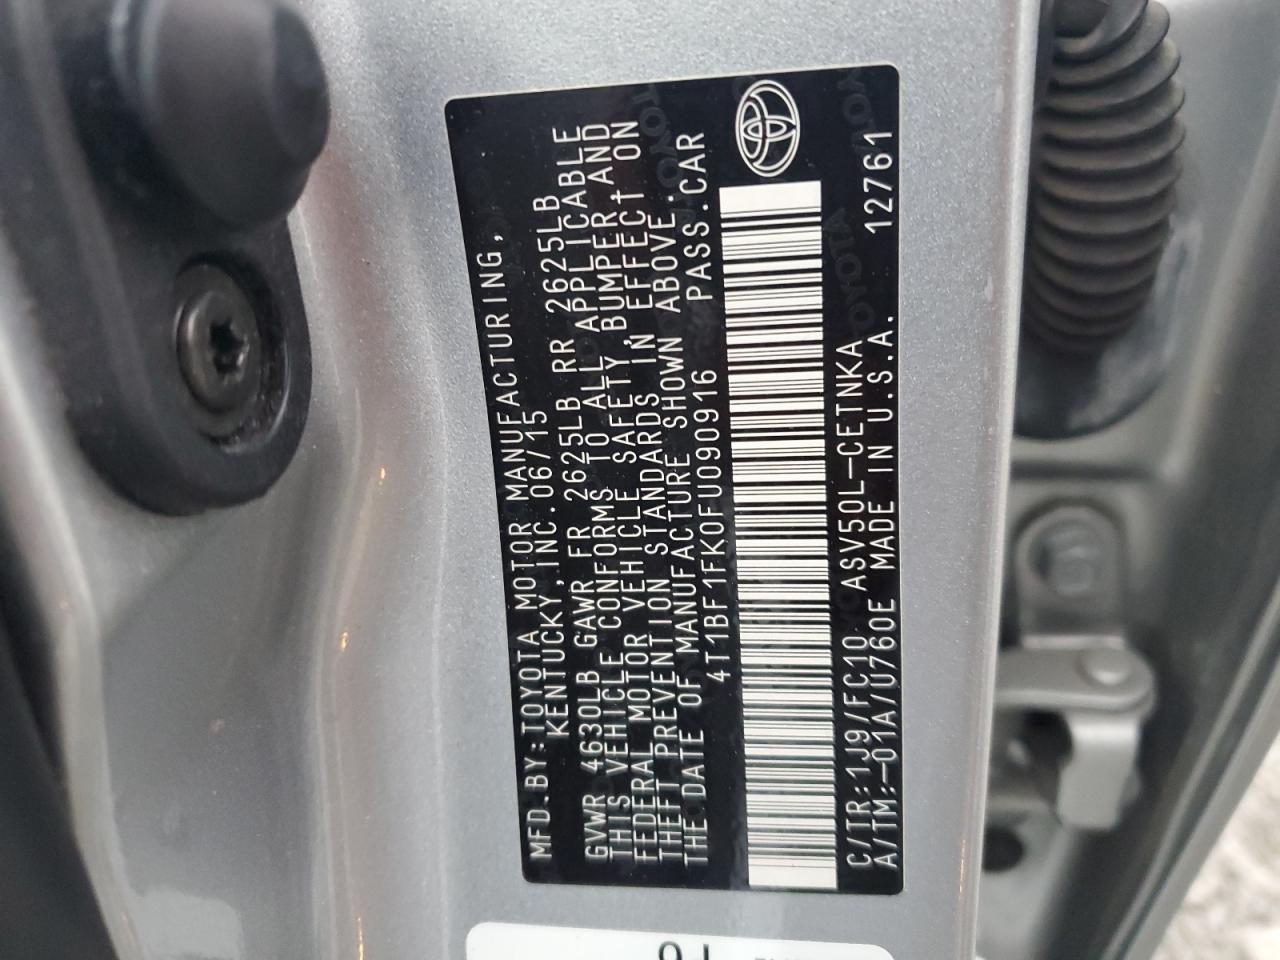 MFD.BY:TOYOTA MOTOR MANUFACTURING,
KENTUCKY,INC.06/15
GVWR 4630LB GAWR FR 2625LB RR 2625LB
THIS VEHICLE CONFORMS TO ALL APPLICABLE
FEDERAL MOTOR VEHICLE SAFETY,BUMPER,AND
THEFT PREVENTION STANDARDS IN EFFECT ON
THE DATE OF MANUFACTURE SHOWN ABOVE.
4T1BF1FK0FU090916 PASS.CAR
C/TR:1J9/FC10 ASV50L-CETNKA
A/TM:-01A/U760E MADE IN U.S.A. 12761